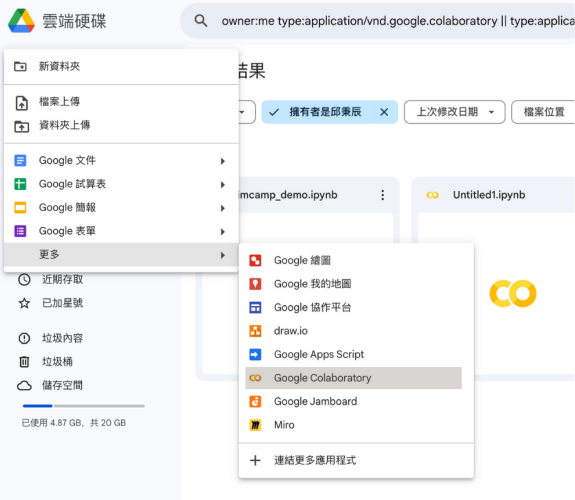 雲端硬碟
owner:me type:application/vnd.google.colaboratory || type:applica
新資料夾
檔案上傳
資料夾上傳
Google 文件
Google 試算表
Google 簡報
Google 表單
更多
近期存取
已加星號
垃圾內容
垃圾桶
儲存空間
已使用 4.87 GB，共 20 GB
結果
擁有者是邱秉辰
上次修改日期
檔案位置
mcamp_demo.ipynb
Untitled1.ipynb
Google 繪圖
Google 我的地圖
Google 協作平台
draw.io
Google Apps Script
Google Colaboratory
Google Jamboard
Miro
連結更多應用程式